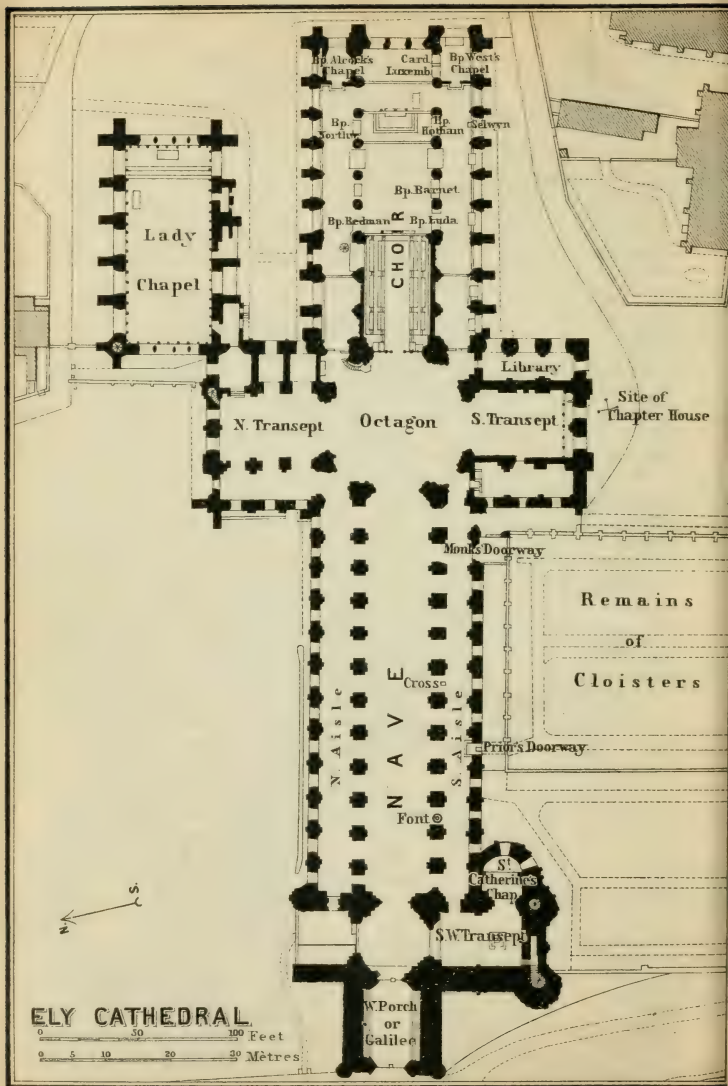 Bp. Alcock's
Chapel
Card.
Luxemb.
Bp West's
Chapel
Bp.
Northw.
Bp.
Hotham
Selwyn
Bp. Barnet
Bp. Redman
Bp. Luda
CHOIR
Lady
Chapel
Library
N. Transept
Octagon
S. Transept
Site of
Chapter House
Monks' Doorway
Remains
of
Cloisters
Cross
N. Aisle
NAVE
S. Aisle
Prior's Doorway
Font
St
Catherine's
Chap.
S.W. Transept
N.
S.
W. Porch
or
Galilee
ELY CATHEDRAL
0 50 100 Feet
0 5 10 20 30 Mètres